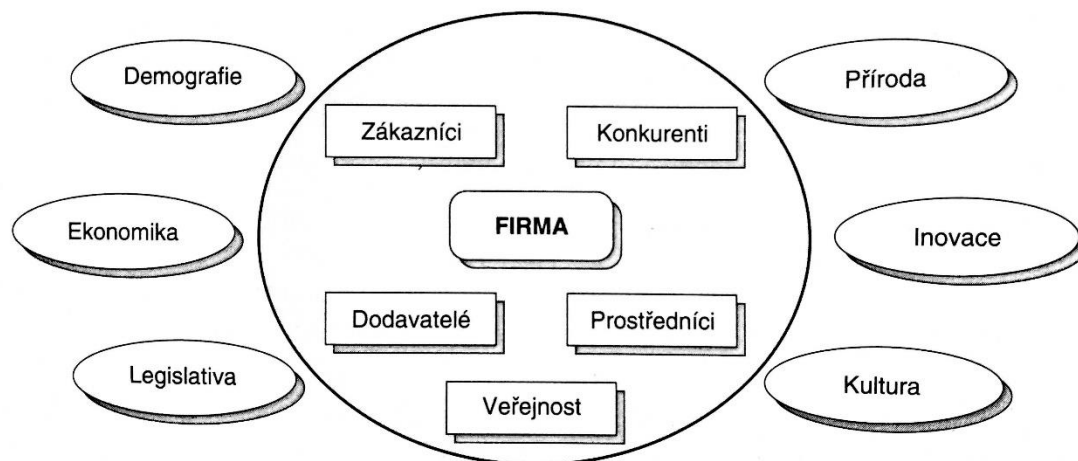 Demografie
Příroda
Zákazníci
Konkurenti
Ekonomika
FIRMA
Inovace
Dodavatelé
Prostředníci
Legislativa
Veřejnost
Kultura